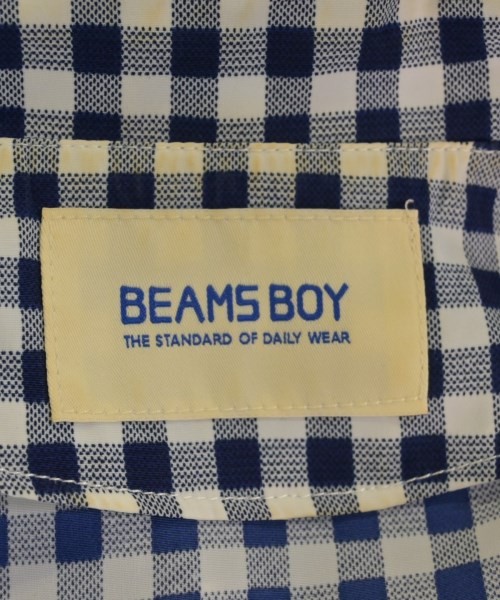 BEAMS BOY
THE STANDARD OF DAILY WEAR